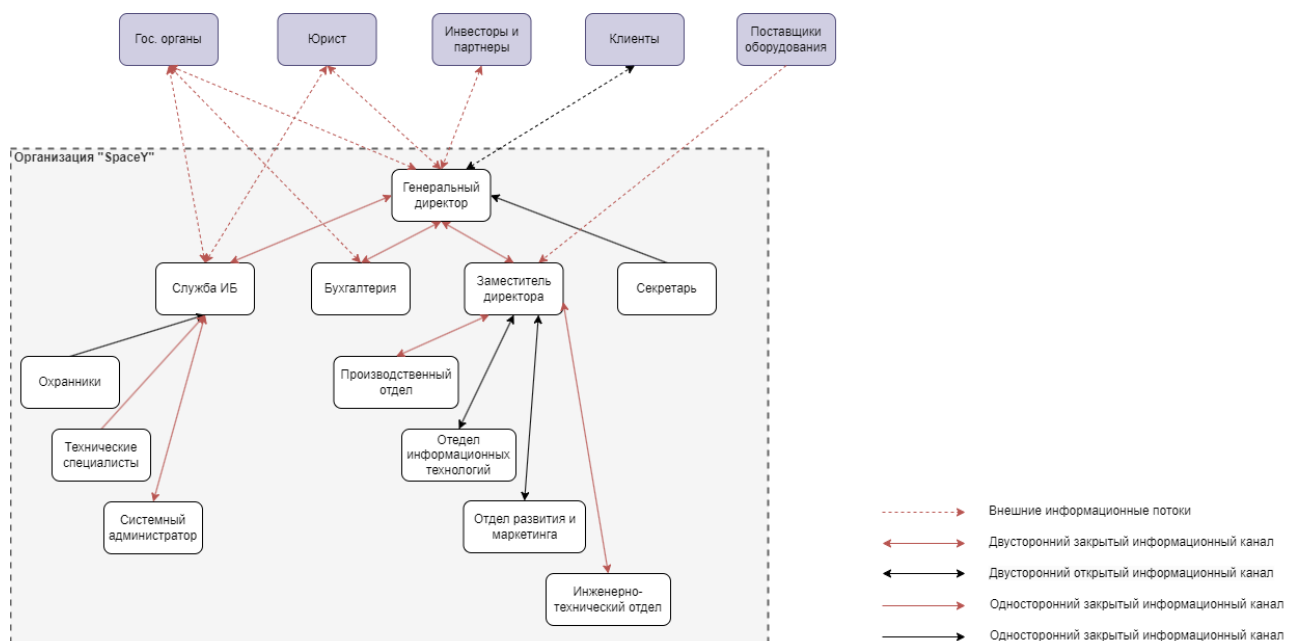 Гос. органы
Юрист
Инвесторы и
партнеры
Клиенты
Поставщики
оборудования
Организация "SpaceY"
Генеральный
директор
Служба ИБ
Бухгалтерия
Заместитель
директора
Секретарь
Охранники
Производственный
отдел
Технические
специалисты
Отедел
информационных
технологий
Системный
администратор
Отдел развития и
маркетинга
Инженерно-
технический отдел
Внешние информационные потоки
Двусторонний закрытый информационный канал
Двусторонний открытый информационный канал
Односторонний закрытый информационный канал
Односторонний закрытый информационный канал